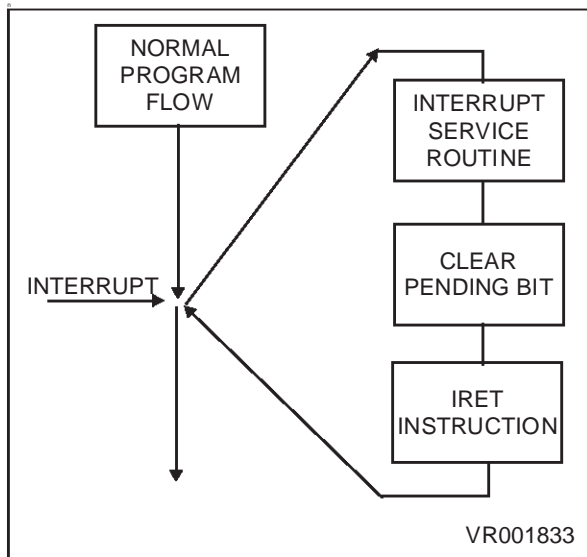 NORMAL
PROGRAM
FLOW
INTERRUPT
SERVICE
ROUTINE
INTERRUPT
CLEAR
PENDING BIT
IRET
INSTRUCTION
VR001833